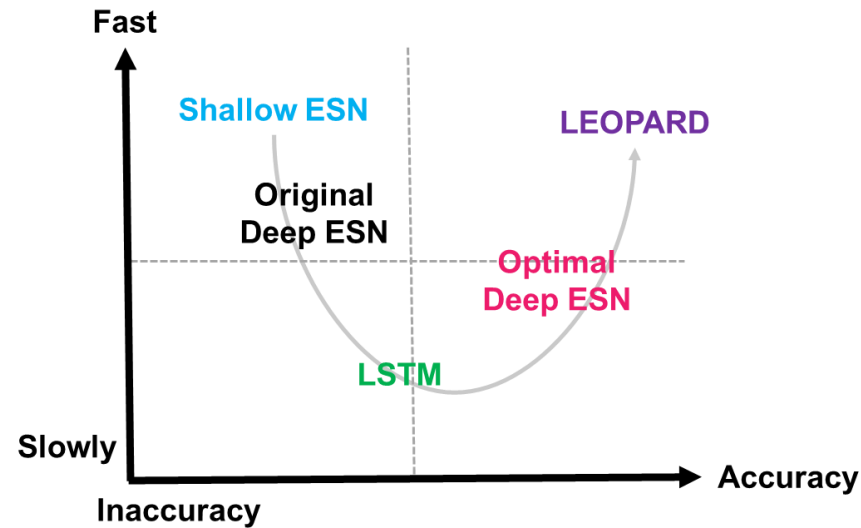 Fast
Shallow ESN
LEOPARD
Original
Deep ESN
Optimal
Deep ESN
LSTM
Slowly
Accuracy
Inaccuracy